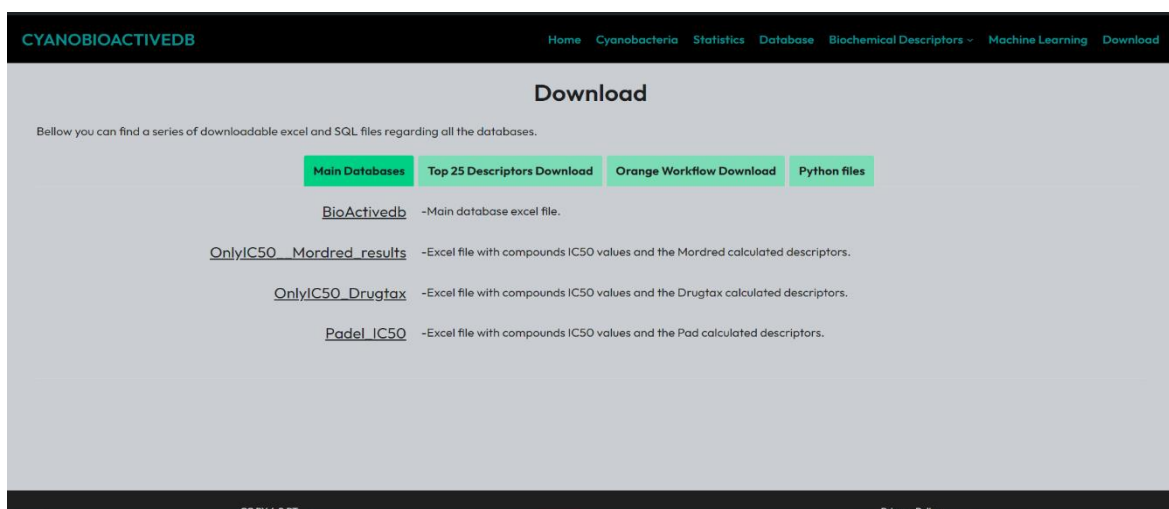 CYANOBIOACTIVEDB
Home Cyanobacteria Statistics Database Biochemical Descriptors Machine Learning Download
Download
Bellow you can find a series of downloadable excel and SQL files regarding all the databases.
Main Databases Top 25 Descriptors Download Orange Workflow Download Python files
BioActivedb -Main database excel file.
OnlyIC50__Mordred_results -Excel file with compounds IC50 values and the Mordred calculated descriptors.
OnlyIC50_Drugtax -Excel file with compounds IC50 values and the Drugtax calculated descriptors.
Padel_IC50 -Excel file with compounds IC50 values and the Pad calculated descriptors.